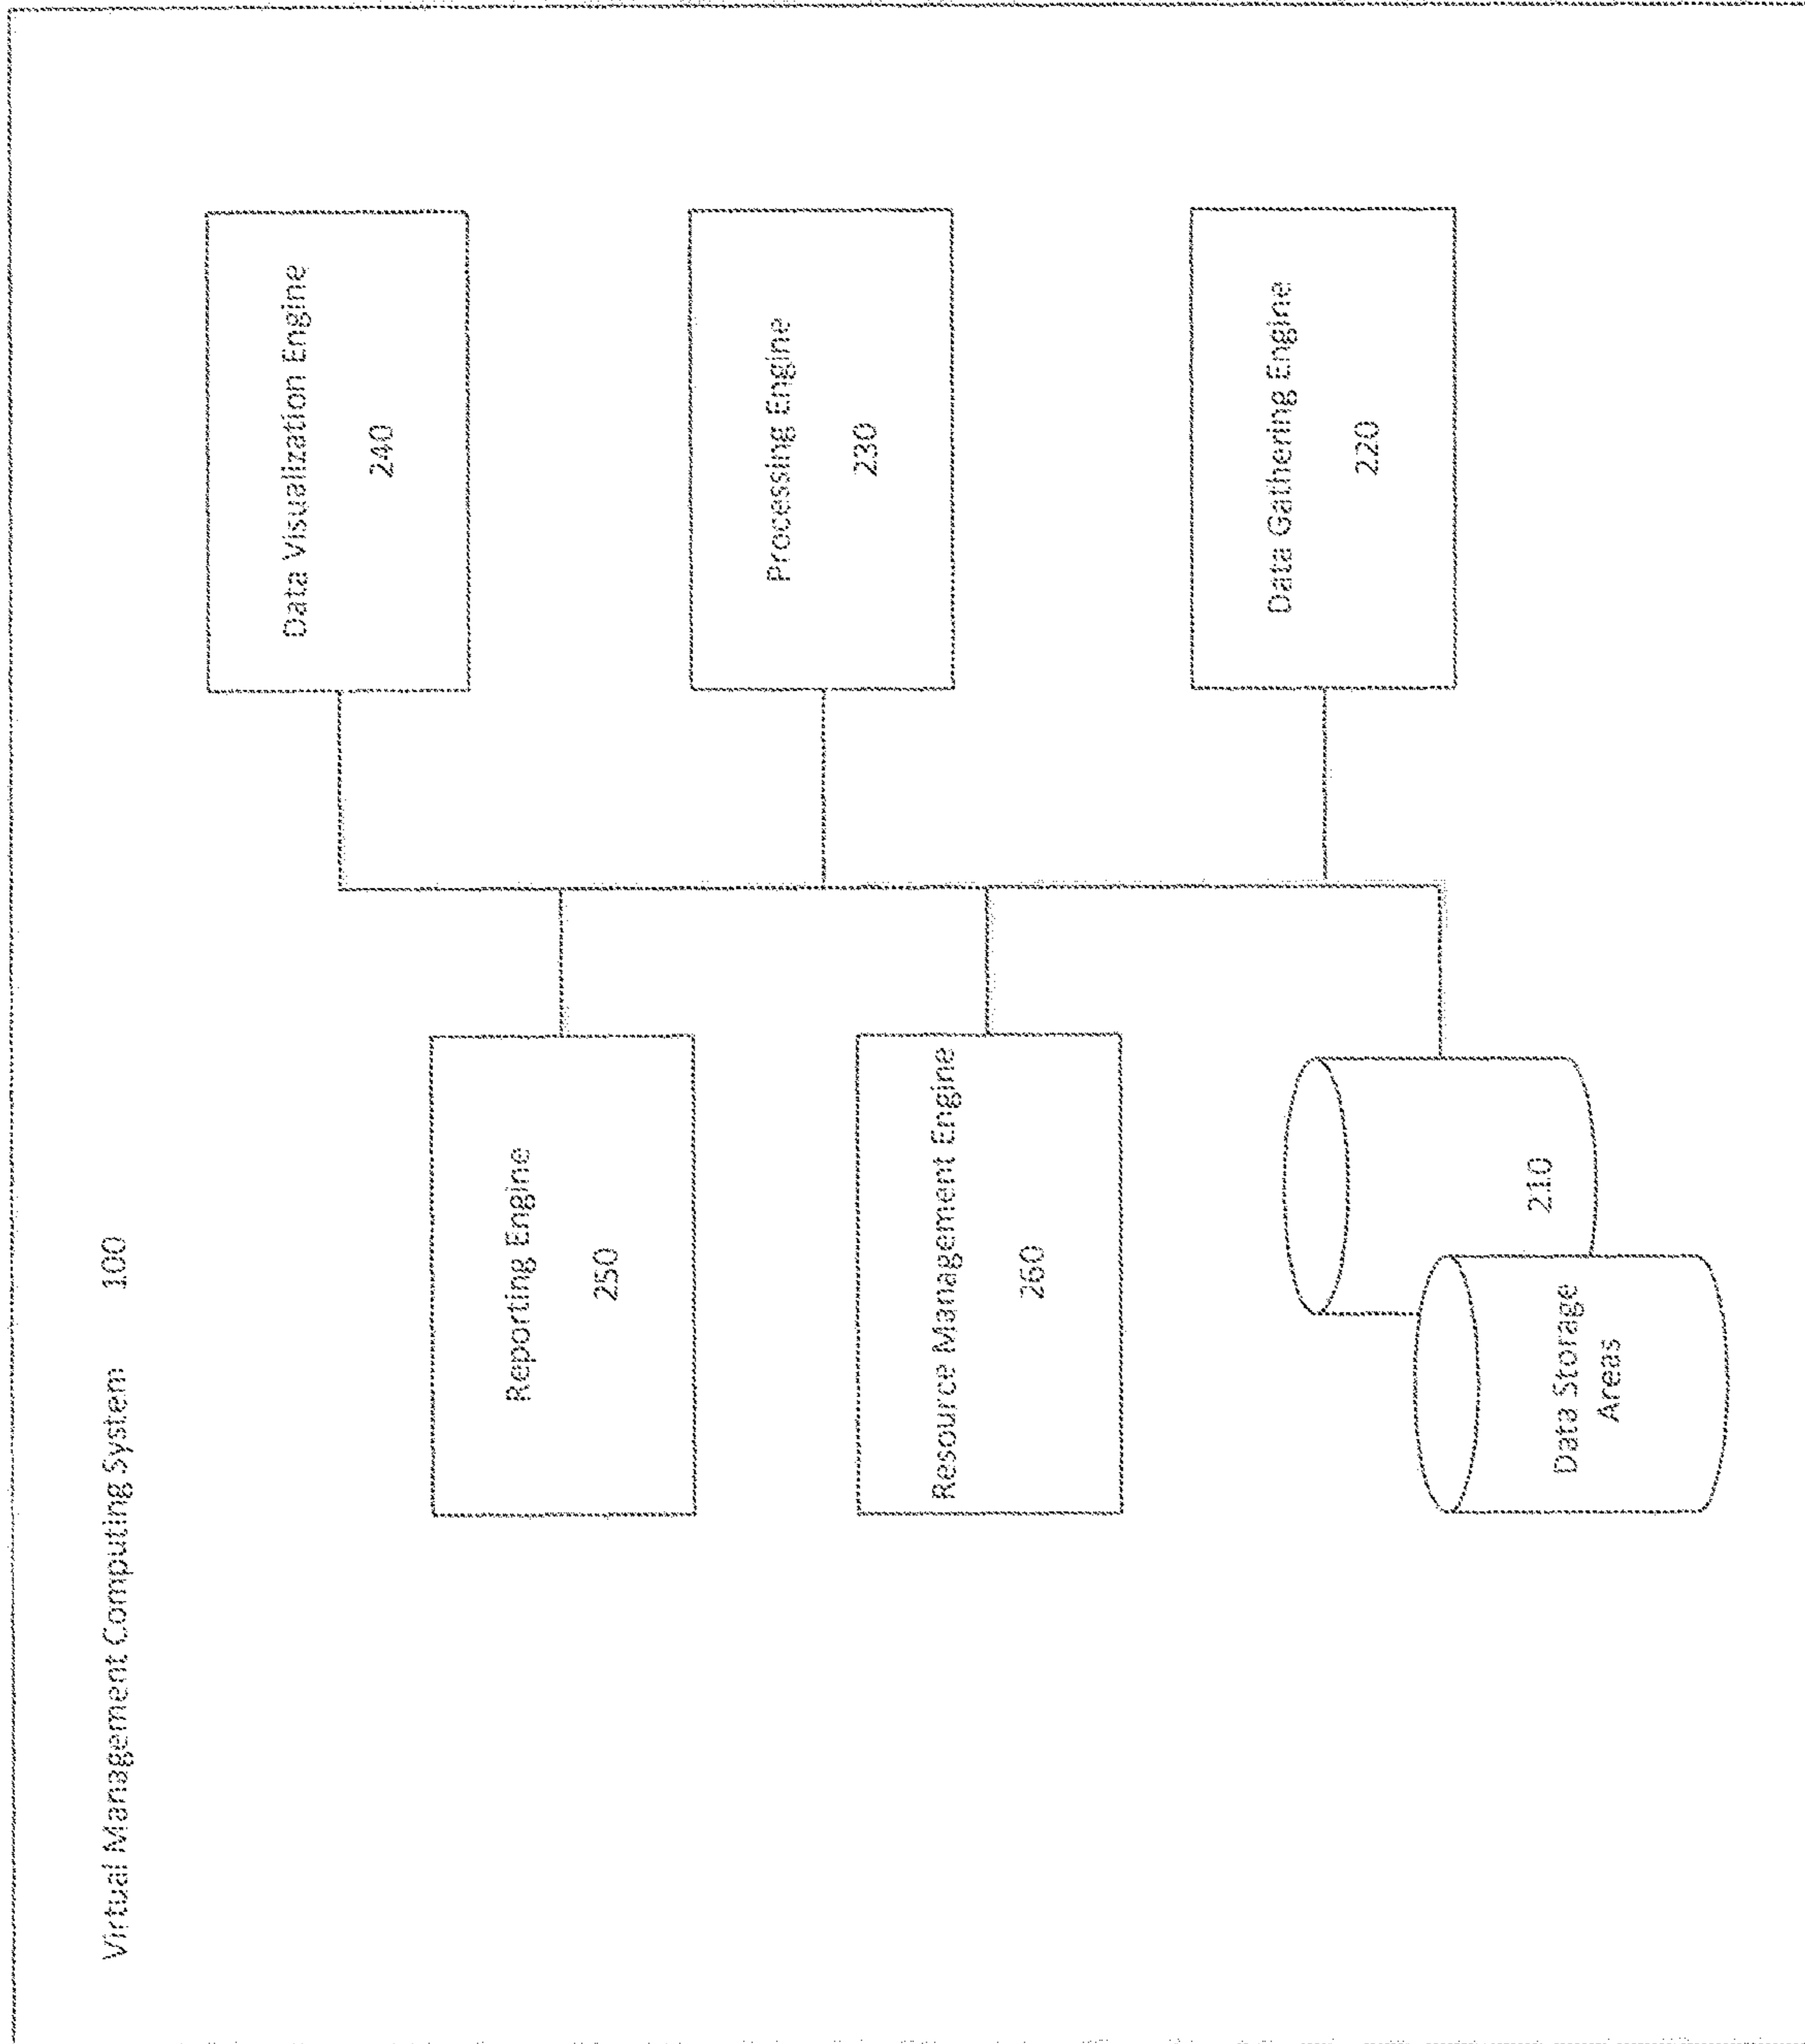 Virtual Management Computing System 100
Reporting Engine
250
Data Visualization Engine
240
Resource Management Engine
260
Processing Engine
230
Data Storage
Areas
210
Data Gathering Engine
220